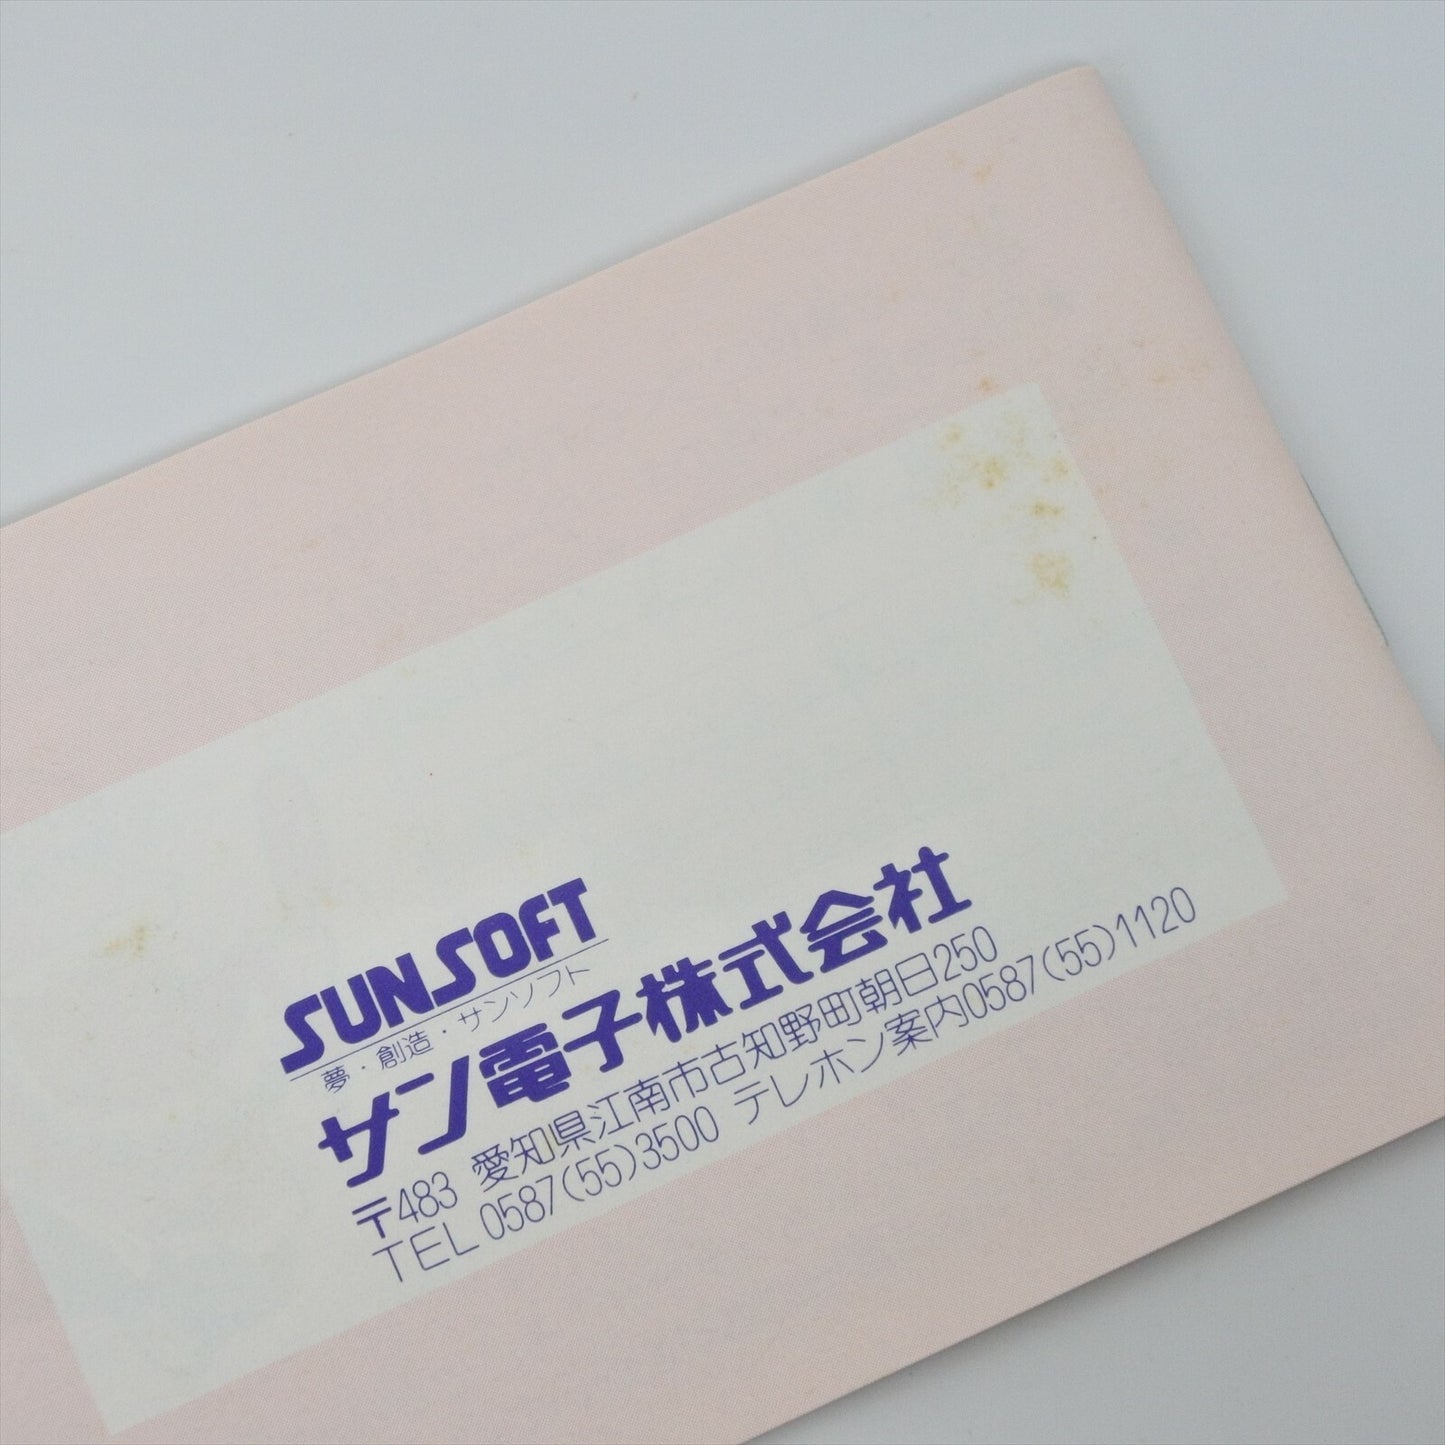 SUNSOFT
夢・創造・サンソフト
サン電子株式会社
〒483 愛知県江南市古知野町朝日250
TEL 0587(55)3500 テレホン案内0587(55)1120